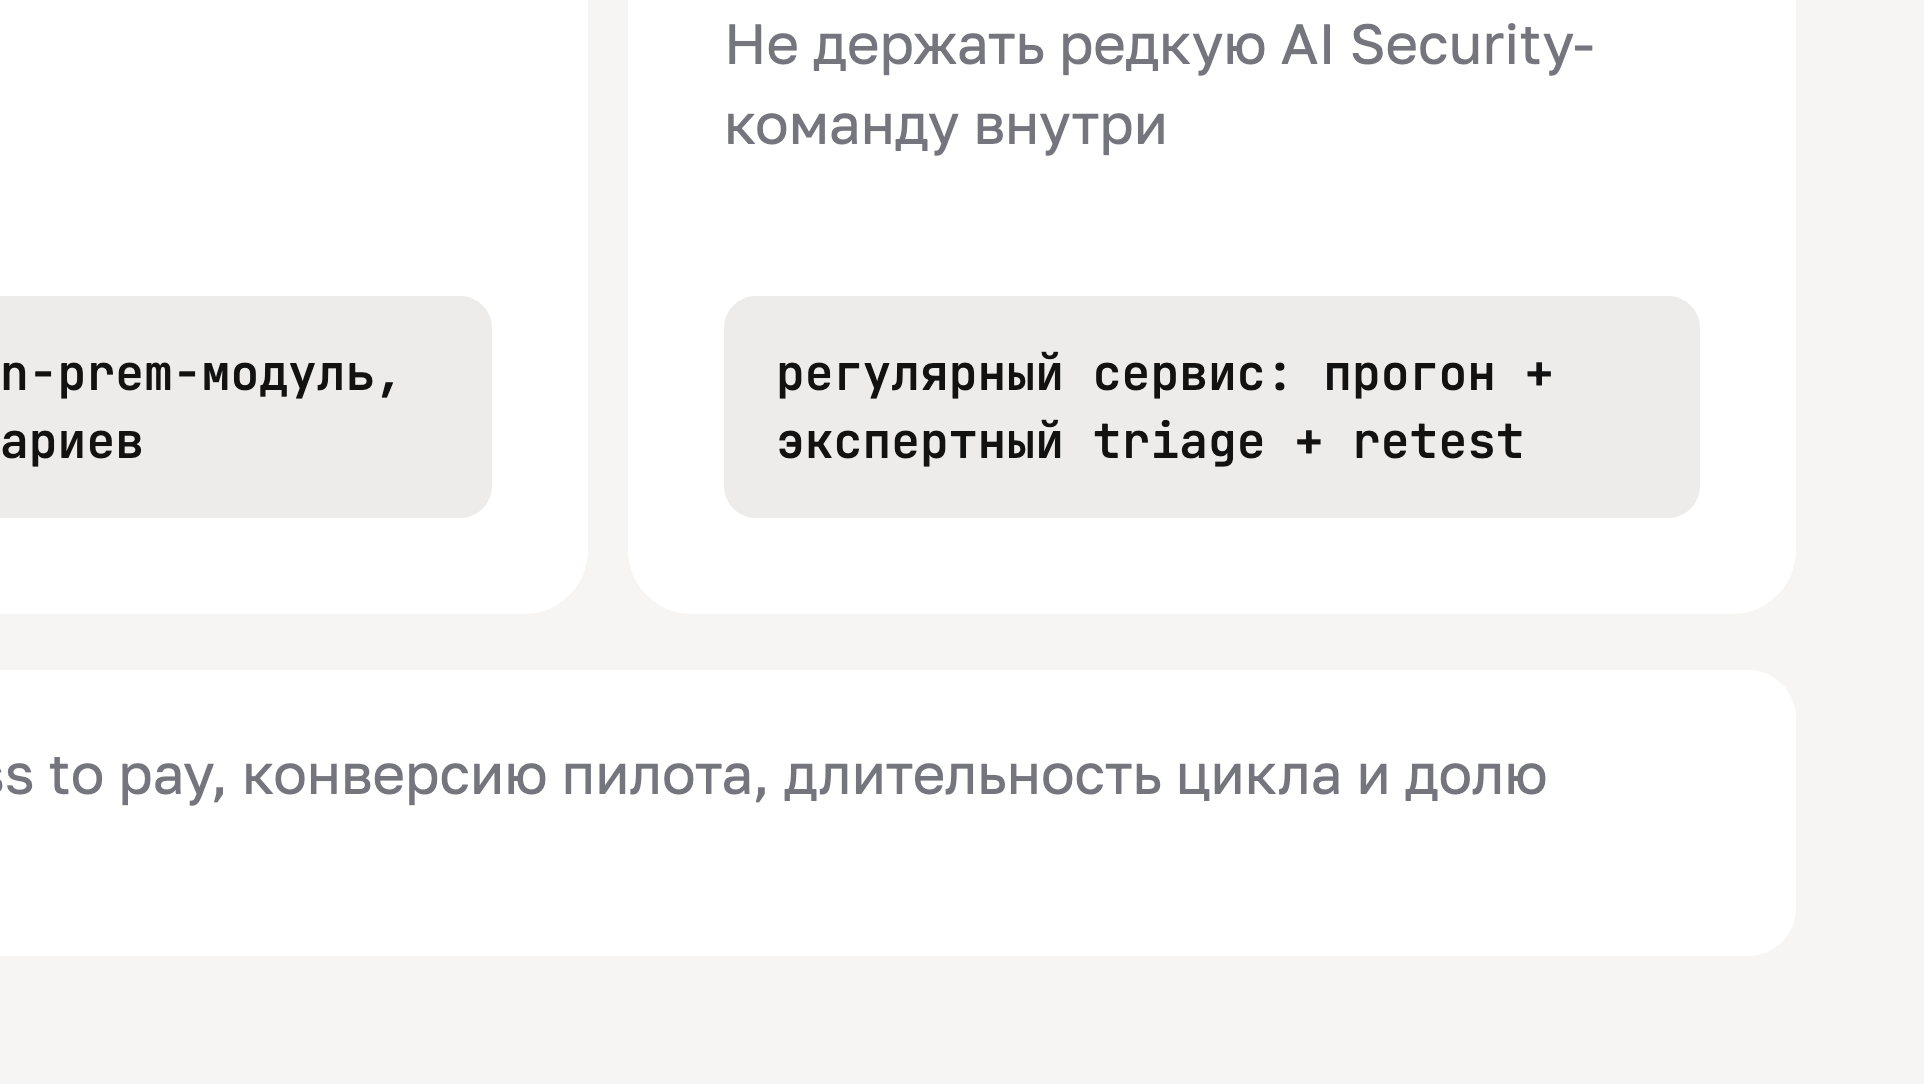 Не держать редкую AI Security-
команду внутри
n-prem-модуль,
ариев
регулярный сервис: прогон +
экспертный triage + retest
ss to pay, конверсию пилота, длительность цикла и долю